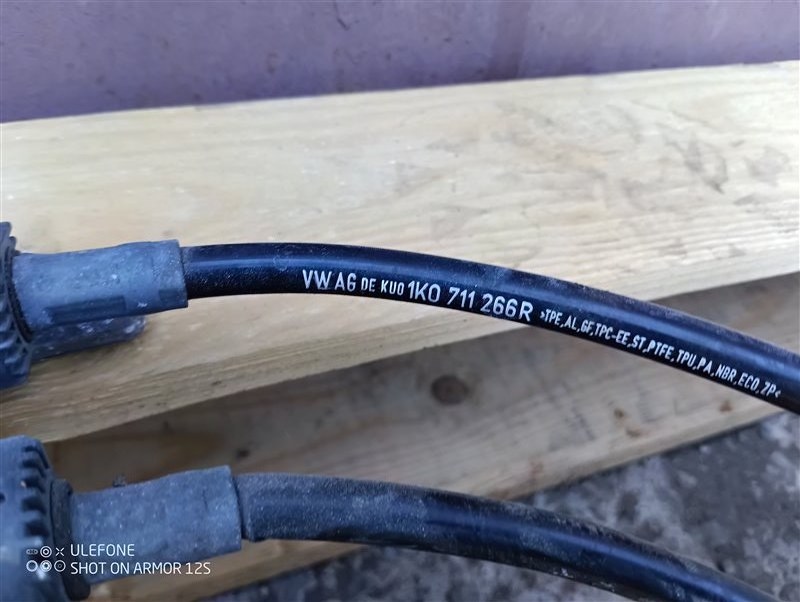 VW AG DE KUO 1K0 711 266R >TPE,AL,GF,TPC-EE,ST,PTFE,TPU,PA,NBR,ECO,ZP<
ULEFONE
SHOT ON ARMOR 12S